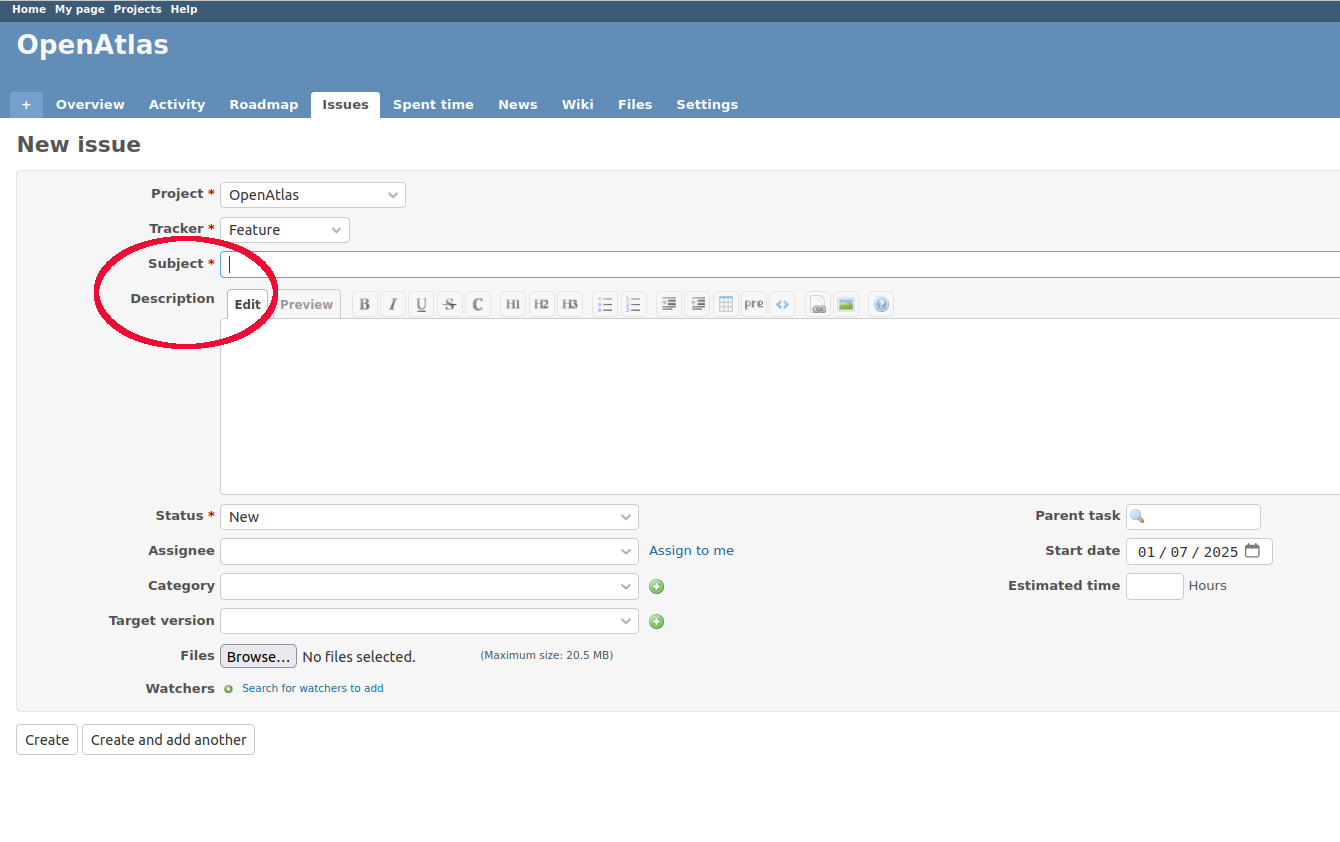 Home My page Projects Help
OpenAtlas
+ Overview Activity Roadmap Issues Spent time News Wiki Files Settings
New issue
Project * OpenAtlas
Tracker * Feature
Subject *
Description Edit Preview B I U S C H1 H2 H3 pre <> ?
Status * New Parent task
Assignee Assign to me Start date 01 / 07 / 2025
Category Estimated time Hours
Target version
Files Browse... No files selected. (Maximum size: 20.5 MB)
Watchers Search for watchers to add
Create Create and add another